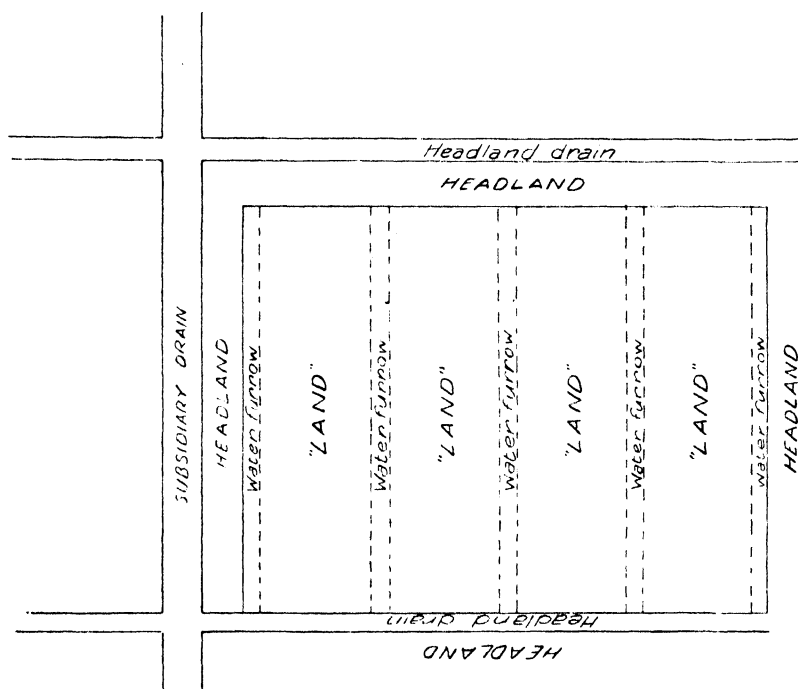 Headland drain
HEADLAND
SUBSIDIARY DRAIN
HEADLAND
Water furrow
"LAND"
Water furrow
"LAND"
Water furrow
"LAND"
Water furrow
"LAND"
Water furrow
HEADLAND
Headland drain
HEADLAND